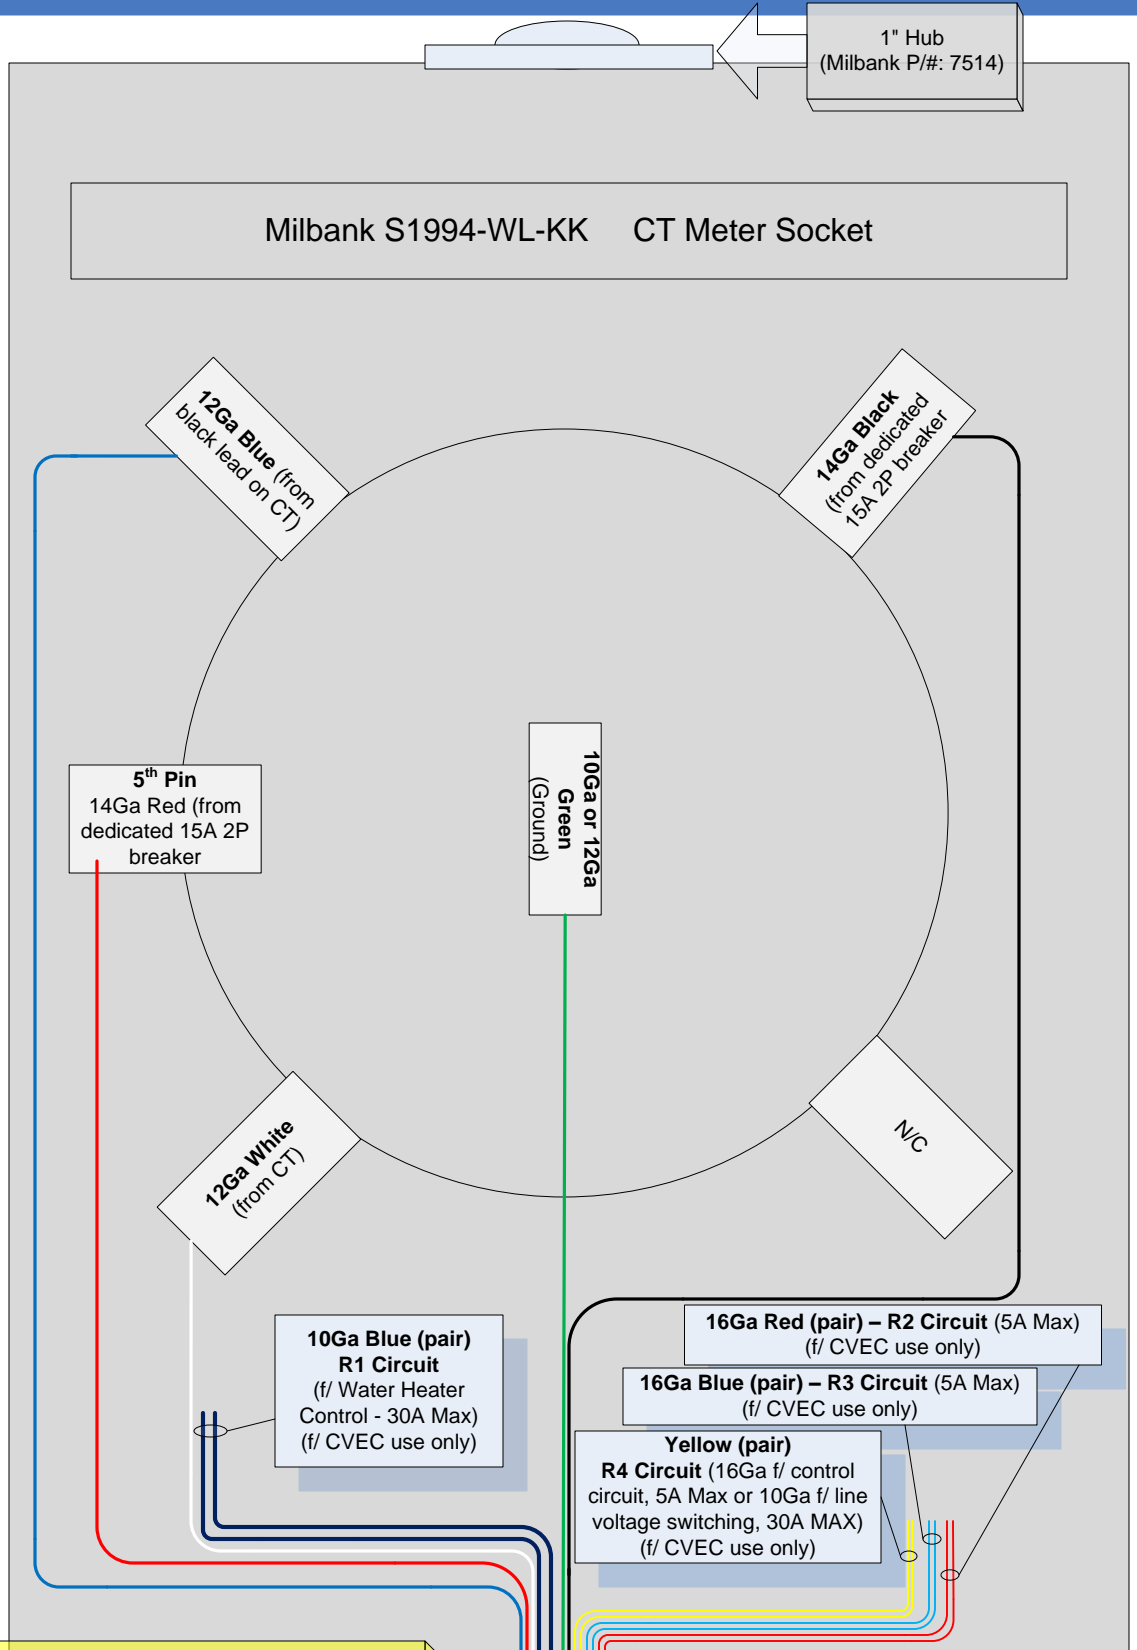 1" Hub
(Milbank P/#: 7514)
Milbank S1994-WL-KK CT Meter Socket
12Ga Blue (from
black lead on CT)
14Ga Black
(from dedicated
15A 2P breaker
5th Pin
14Ga Red (from
dedicated 15A 2P
breaker
10Ga or 12Ga
Green
(Ground)
12Ga White
(from CT)
N/C
10Ga Blue (pair)
R1 Circuit
(f/ Water Heater
Control - 30A Max)
(f/ CVEC use only)
16Ga Red (pair) – R2 Circuit (5A Max)
(f/ CVEC use only)
16Ga Blue (pair) – R3 Circuit (5A Max)
(f/ CVEC use only)
Yellow (pair)
R4 Circuit (16Ga f/ control
circuit, 5A Max or 10Ga f/ line
voltage switching, 30A MAX)
(f/ CVEC use only)